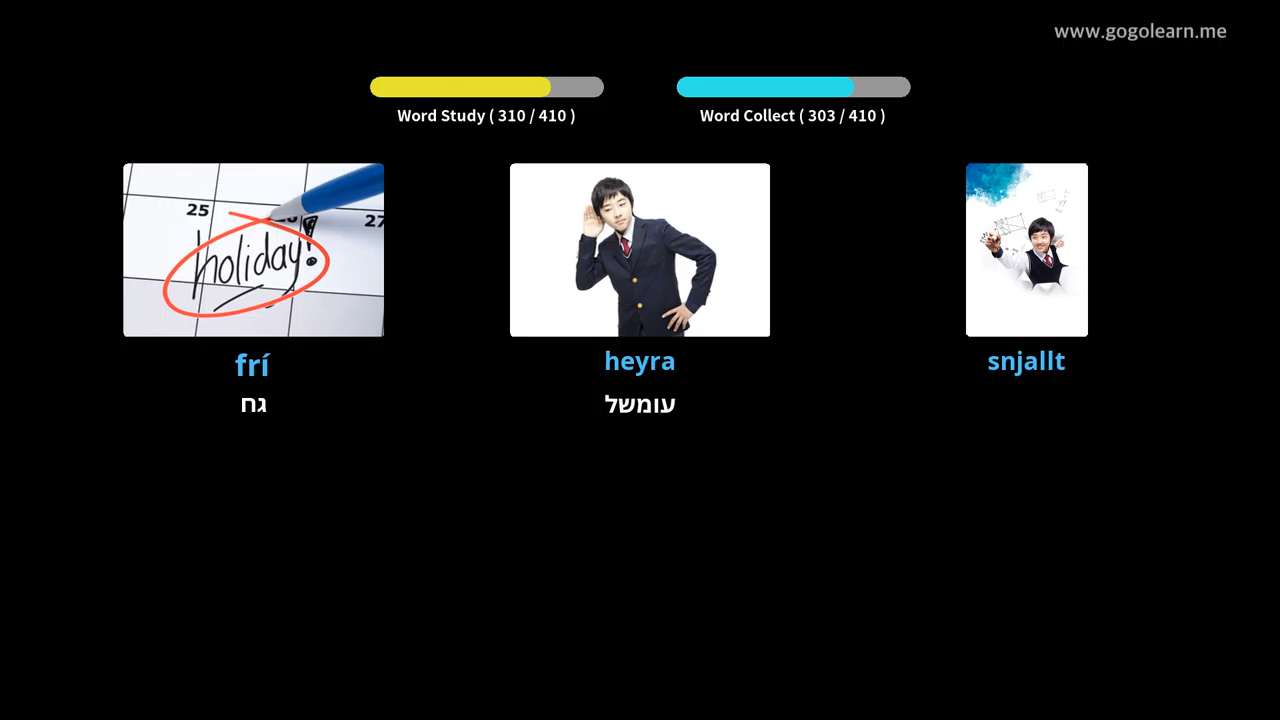 www.gogolearn.me
Word Study ( 310 / 410 )
Word Collect ( 303 / 410 )
25
27
holiday!
frí
גח
heyra
עומשל
snjallt